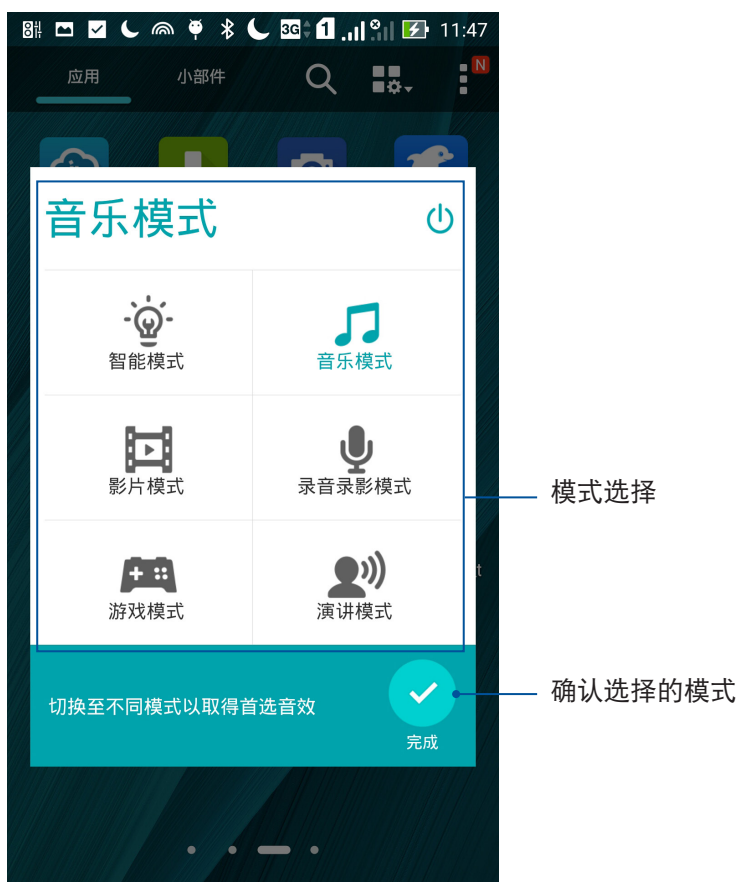 3G 1 11:47
应用 小部件 N
音乐模式
智能模式 音乐模式
影片模式 录音录影模式
模式选择
游戏模式 演讲模式
切换至不同模式以取得首选音效
确认选择的模式
完成